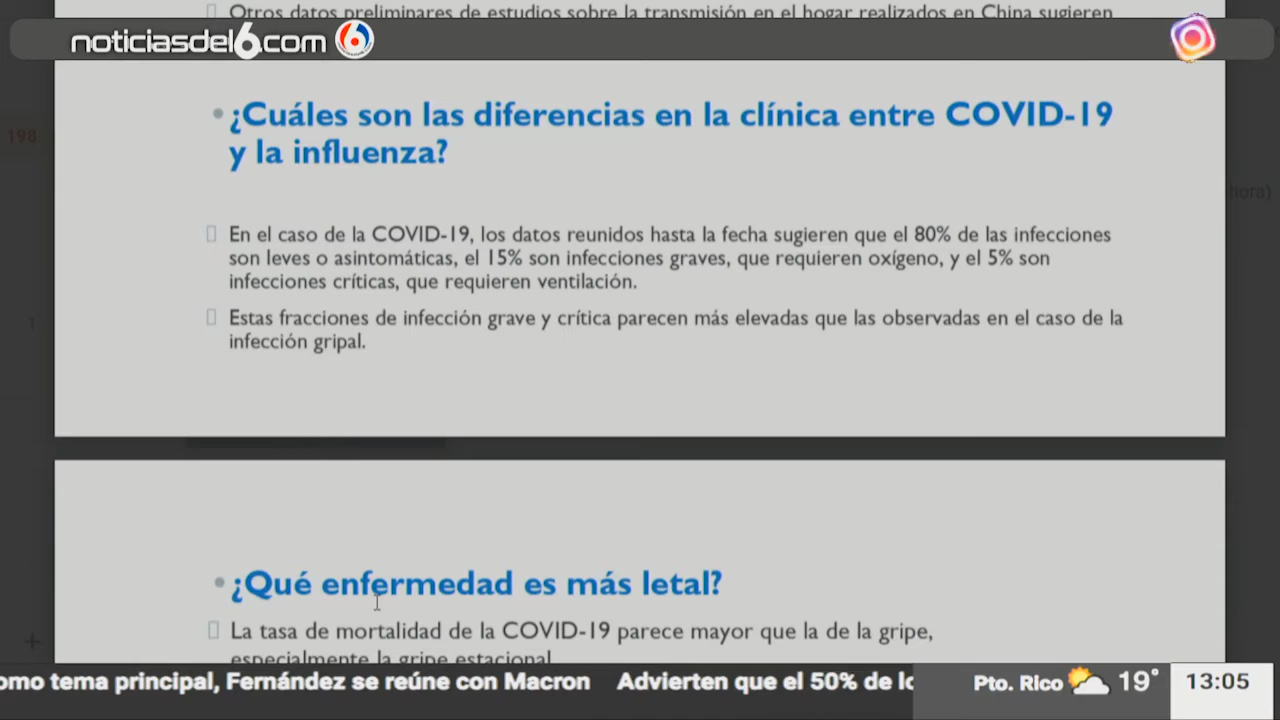 Otros datos preliminares de estudios sobre la transmisión en el hogar realizados en China sugieren
noticiasdel6.com 6
198
• ¿Cuáles son las diferencias en la clínica entre COVID-19
y la influenza?
hora)
En el caso de la COVID-19, los datos reunidos hasta la fecha sugieren que el 80% de las infecciones
son leves o asintomáticas, el 15% son infecciones graves, que requieren oxígeno, y el 5% son
infecciones críticas, que requieren ventilación.
Estas fracciones de infección grave y crítica parecen más elevadas que las observadas en el caso de la
infección gripal.
1
• ¿Qué enfermedad es más letal?
La tasa de mortalidad de la COVID-19 parece mayor que la de la gripe,
especialmente la gripe estacional
omo tema principal, Fernández se reúne con Macron Advierten que el 50% de lo
Pto. Rico 19°
13:05